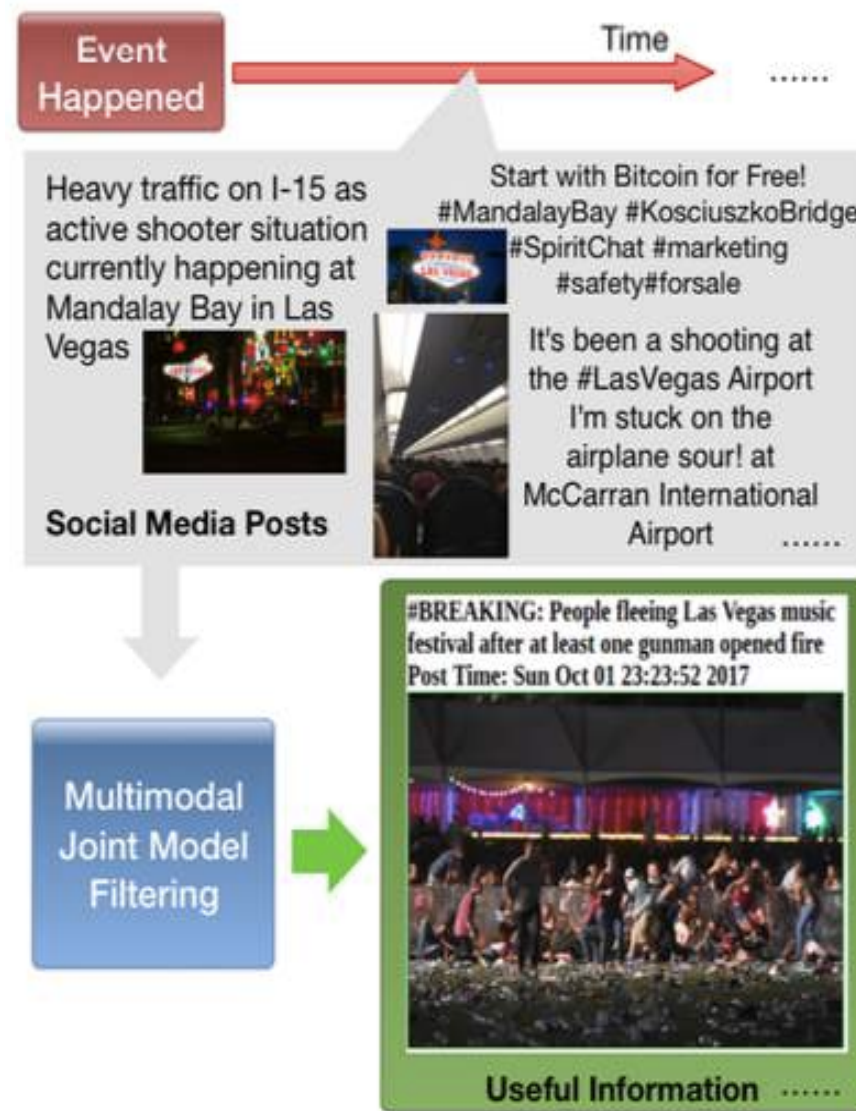 Event
Happened
Time
......
Heavy traffic on I-15 as
active shooter situation
currently happening at
Mandalay Bay in Las
Vegas
Start with Bitcoin for Free!
#MandalayBay #KosciuszkoBridge
#SpiritChat #marketing
#safety#forsale
LAS VEGAS
It's been a shooting at
the #LasVegas Airport
I'm stuck on the
airplane sour! at
McCarran International
Airport
......
Social Media Posts
#BREAKING: People fleeing Las Vegas music
festival after at least one gunman opened fire
Post Time: Sun Oct 01 23:23:52 2017
Multimodal
Joint Model
Filtering
Useful Information
......